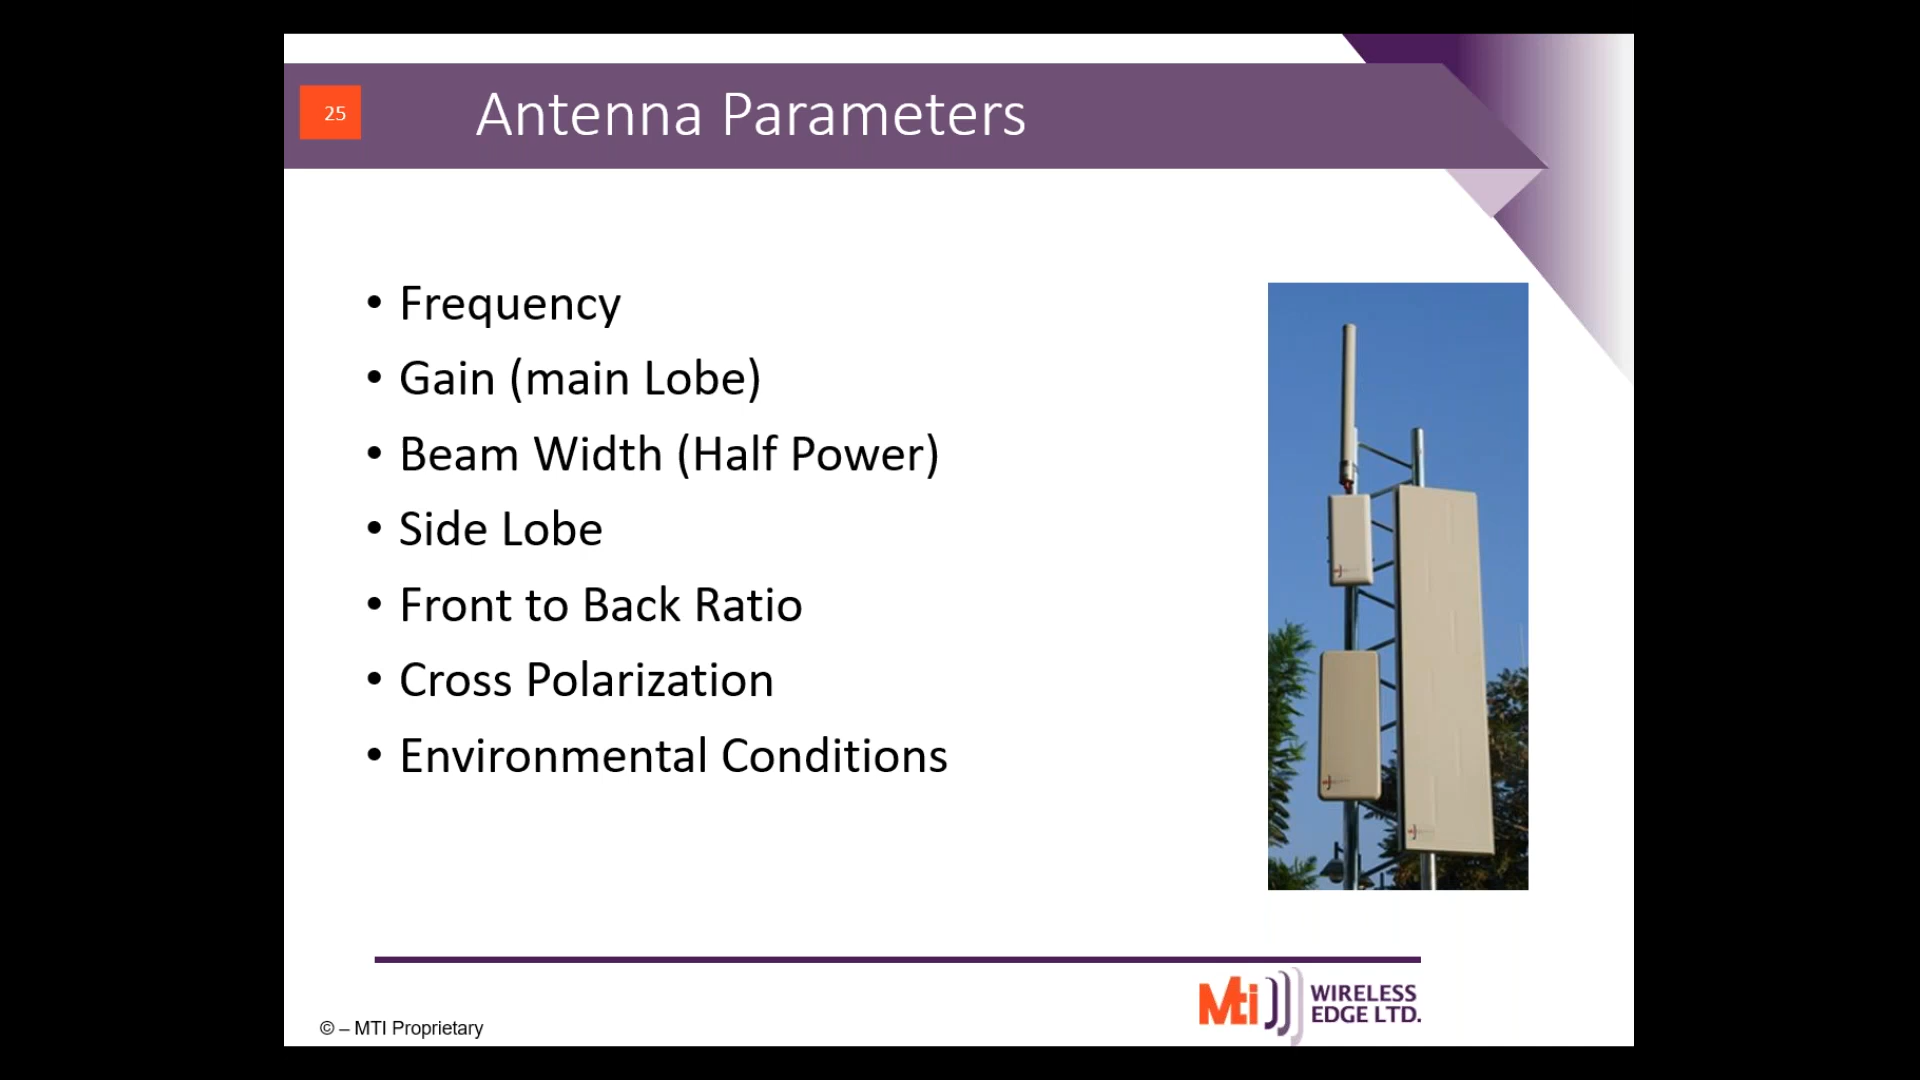 25
Antenna Parameters
• Frequency
• Gain (main Lobe)
• Beam Width (Half Power)
• Side Lobe
• Front to Back Ratio
• Cross Polarization
• Environmental Conditions
Mti WIRELESS
EDGE LTD.
© – MTI Proprietary